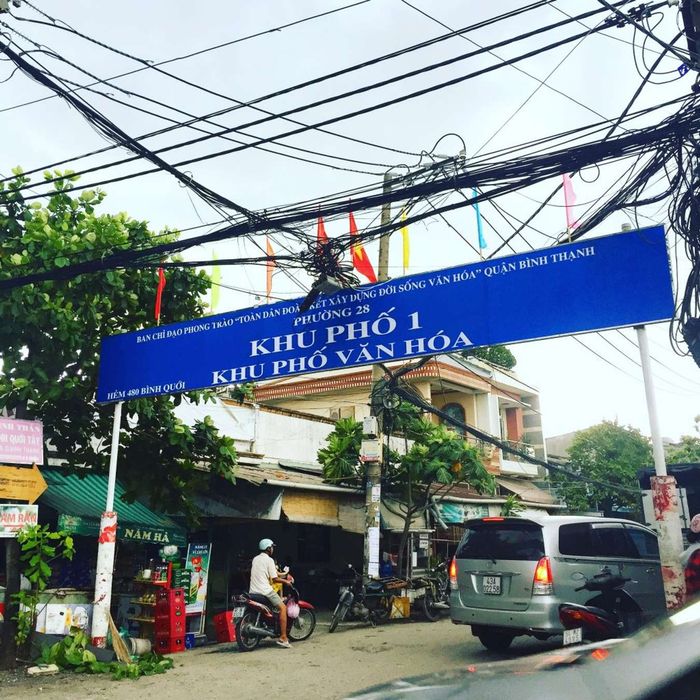 BAN CHỈ ĐẠO PHONG TRÀO "TOÀN DÂN ĐOÀN KẾT XÂY DỰNG ĐỜI SỐNG VĂN HÓA" QUẬN BÌNH THẠNH
PHƯỜNG 28
KHU PHỐ 1
KHU PHỐ VĂN HÓA
HẺM 480 BÌNH QUỚI
NĂM HÀ